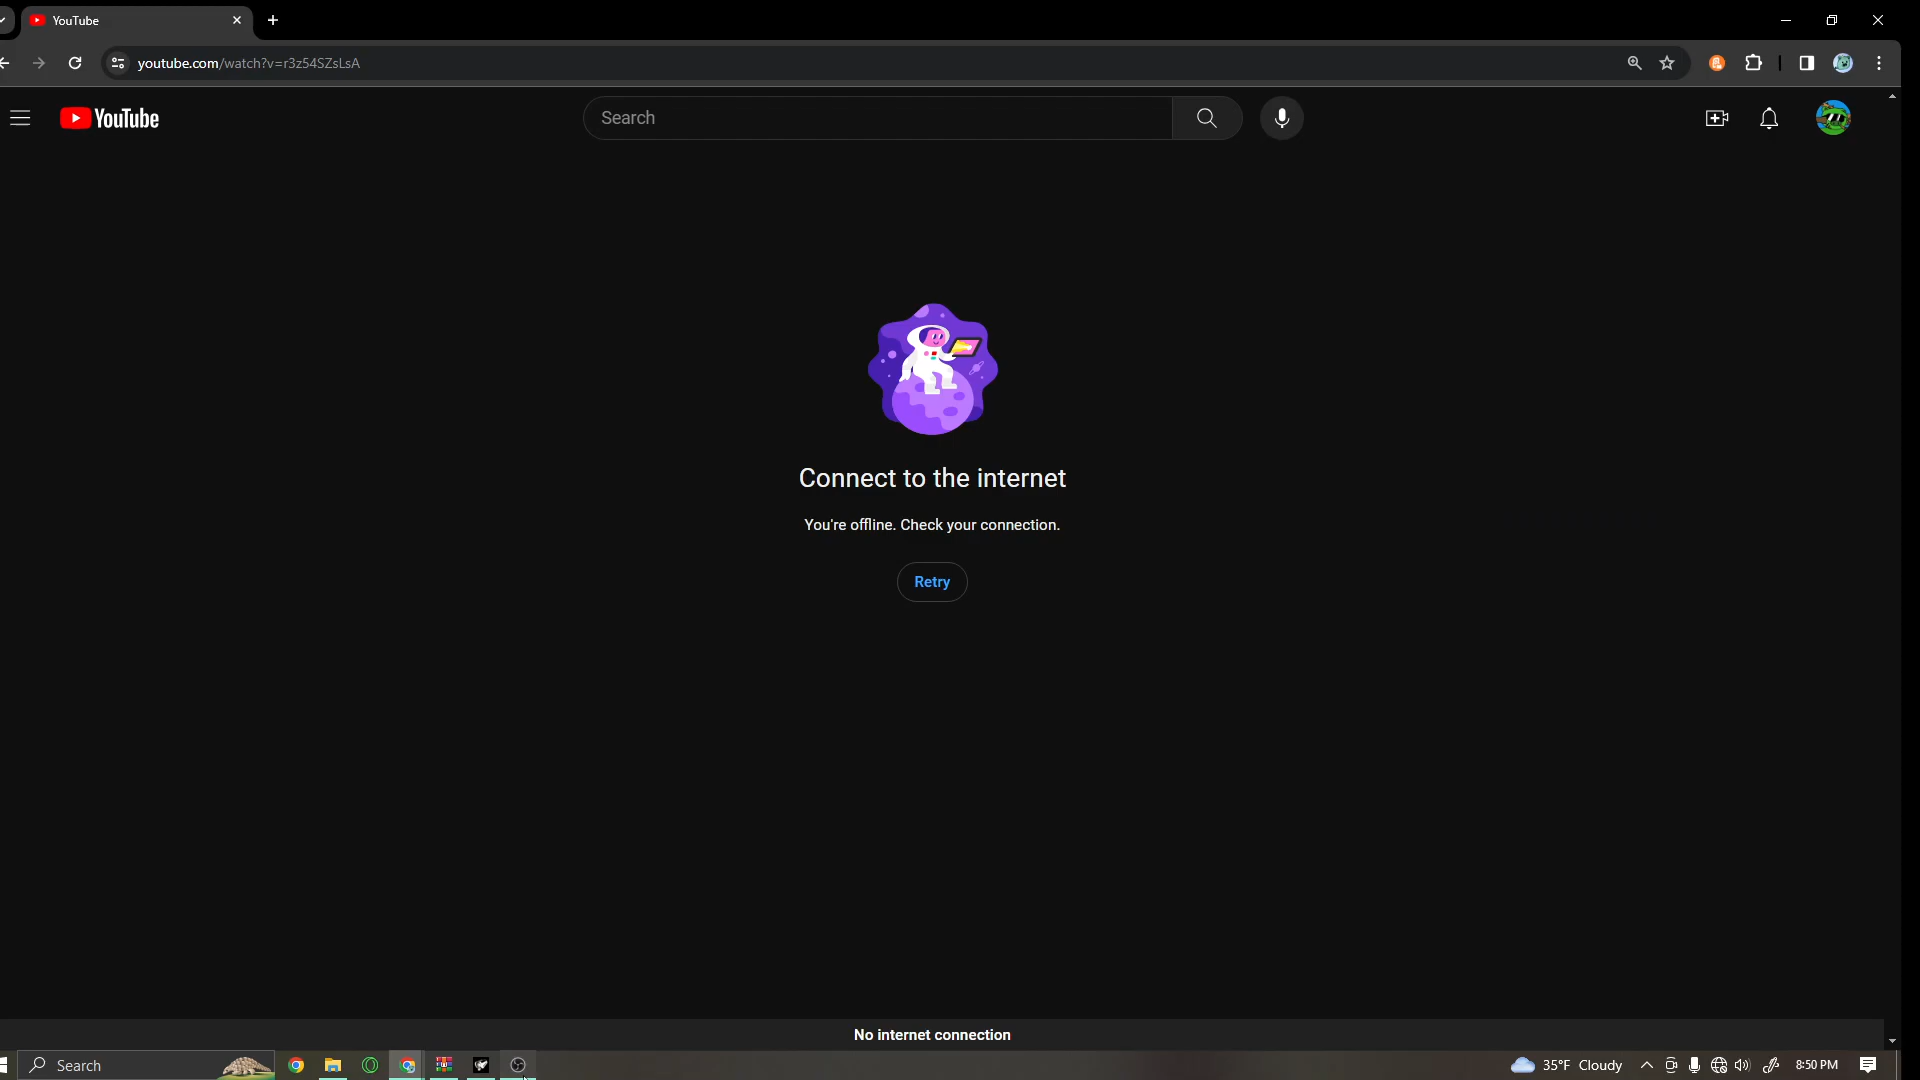 YouTube
youtube.com/watch?v=r3z54SZsLsA
YouTube
Search
Connect to the internet
You're offline. Check your connection.
Retry
No internet connection
Search
35°F Cloudy
8:50 PM